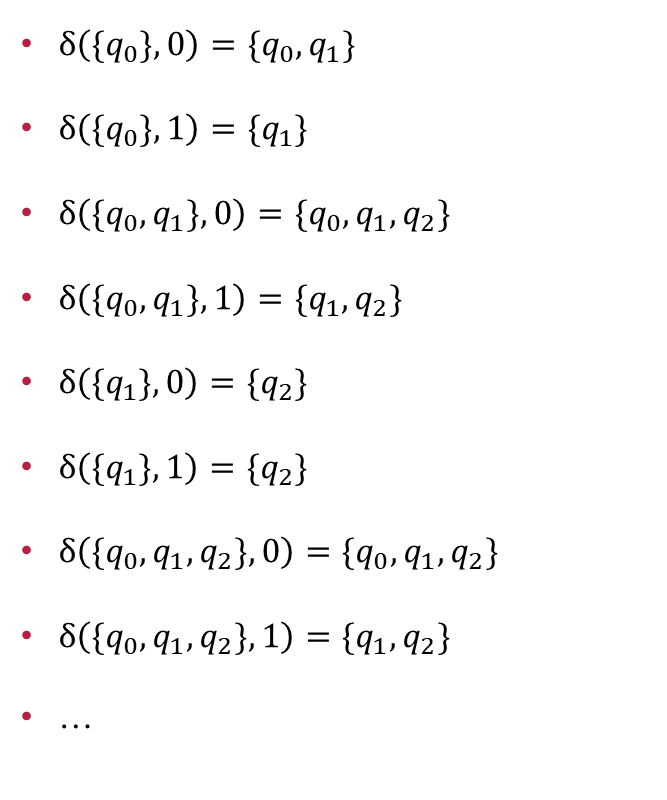 • δ({q₀}, 0) = {q₀, q₁}
• δ({q₀}, 1) = {q₁}
• δ({q₀, q₁}, 0) = {q₀, q₁, q₂}
• δ({q₀, q₁}, 1) = {q₁, q₂}
• δ({q₁}, 0) = {q₂}
• δ({q₁}, 1) = {q₂}
• δ({q₀, q₁, q₂}, 0) = {q₀, q₁, q₂}
• δ({q₀, q₁, q₂}, 1) = {q₁, q₂}
• …